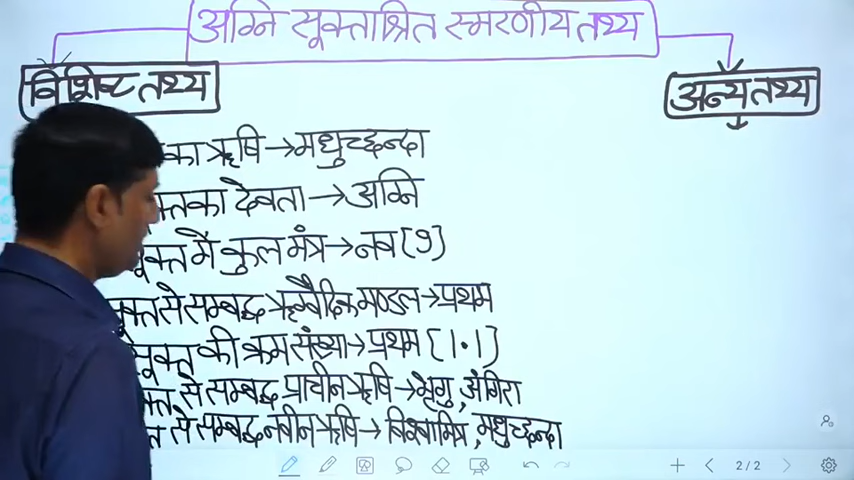 अग्नि सूक्ताश्रित स्मरणीय तथ्य
विशिष्ट तथ्य
अन्य तथ्य
का ऋषि → मधुच्छन्दा
का देवता → अग्नि
सूक्त में कुल मंत्र → नव (9)
सूक्त से सम्बद्ध ऋग्वैदिक मण्डल → प्रथम
सूक्त की क्रम संख्या → प्रथम [1.1]
से सम्बद्ध प्राचीन ऋषि → भृगु, अंगिरा
से सम्बद्ध नवीन ऋषि → विश्वामित्र, मधुच्छन्दा
2/2